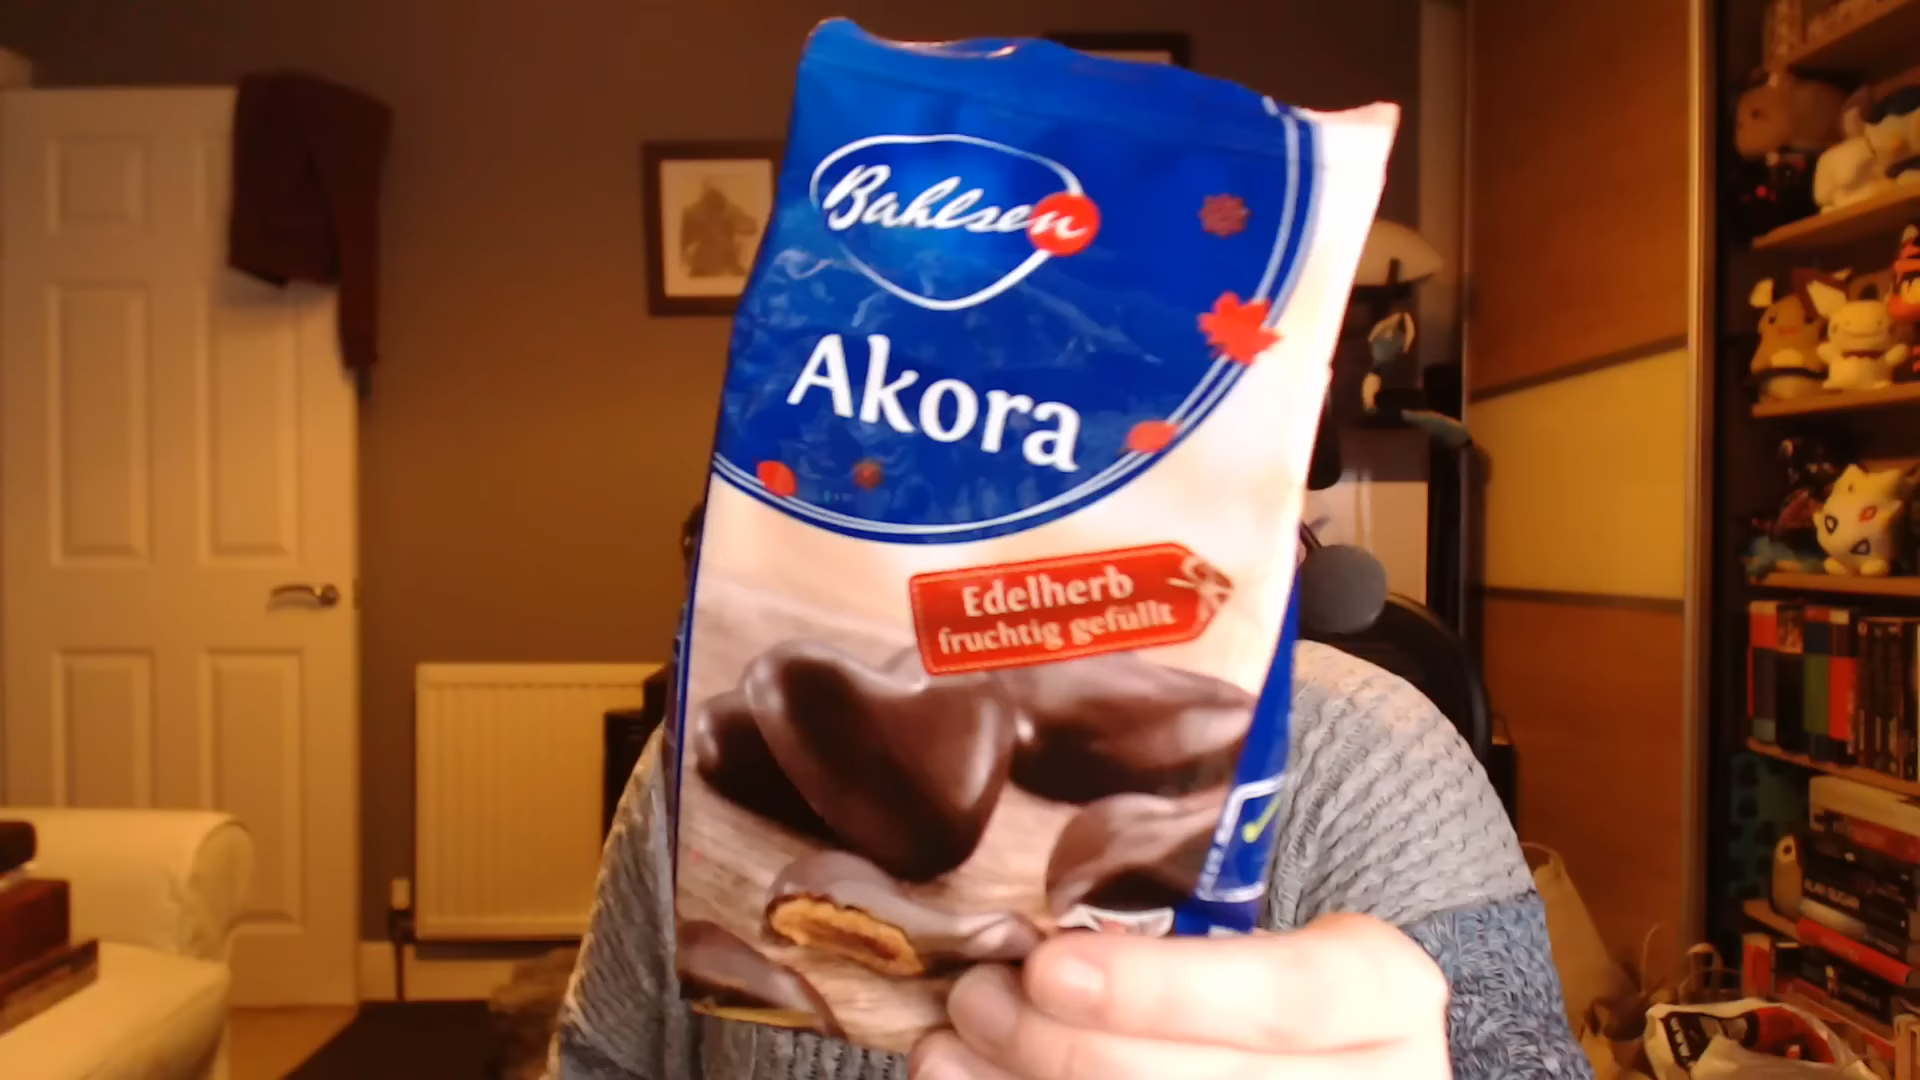 Bahlsen
Akora
Edelherb
fruchtig gefüllt